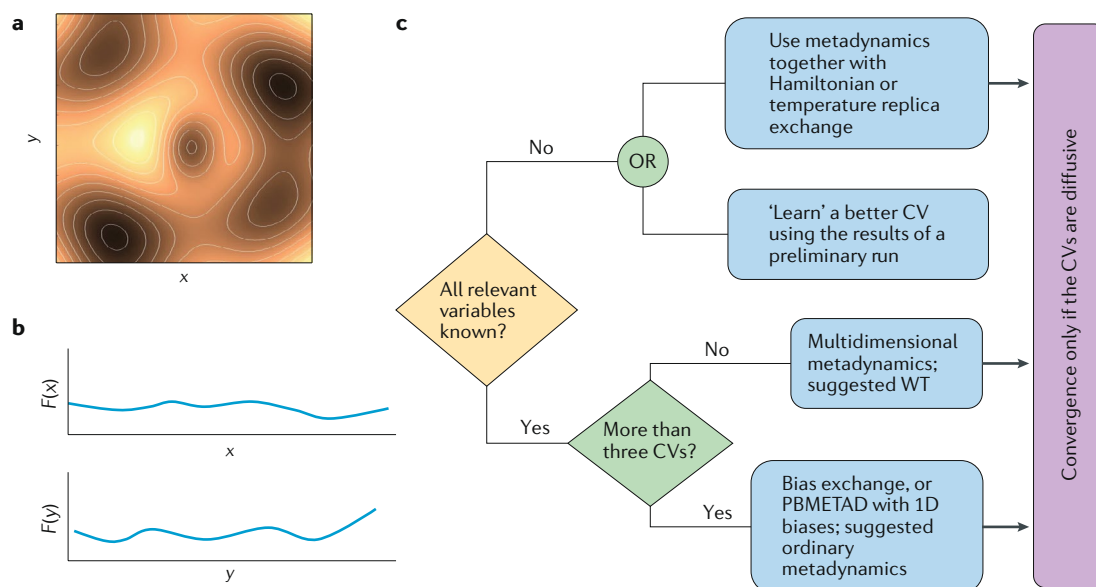 a
y
x
b
F(x)
x
F(y)
y
c
Use metadynamics
together with
Hamiltonian or
temperature replica
exchange
No
OR
‘Learn’ a better CV
using the results of a
preliminary run
All relevant
variables
known?
No
Multidimensional
metadynamics;
suggested WT
Yes
More than
three CVs?
Yes
Bias exchange, or
PBMETAD with 1D
biases; suggested
ordinary
metadynamics
Convergence only if the CVs are diffusive